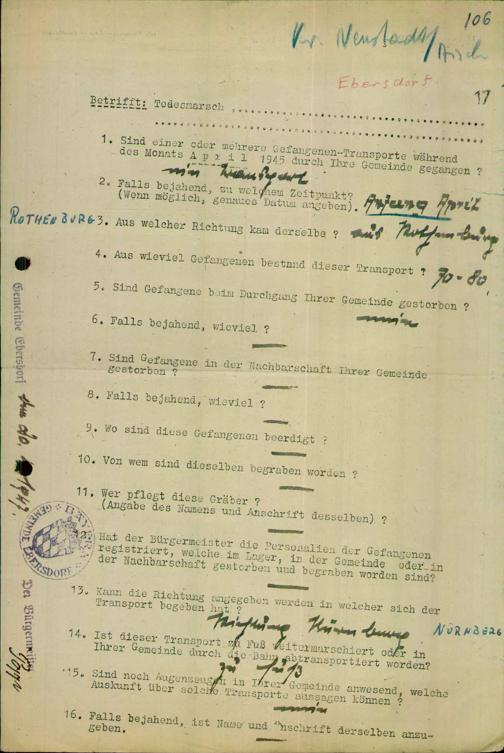 106
Kr. Neustadt/
Aisch
Ebersdorf
17
Betrifft: Todesmarsch ..........
1. Sind einer oder mehrere Gefangenen-Transporte während
des Monats April 1945 durch Ihre Gemeinde gegangen ?
ein Transport
2. Falls bejahend, zu welchem Zeitpunkt?
(Wenn möglich, genaues Datum angeben). Anfang April
ROTHENBURG
3. Aus welcher Richtung kam derselbe ? aus Rothenburg
4. Aus wieviel Gefangenen bestand dieser Transport ? 70-80
5. Sind Gefangene beim Durchgang Ihrer Gemeinde gestorben ?
nein
6. Falls bejahend, wieviel ?
7. Sind Gefangene in der Nachbarschaft Ihrer Gemeinde
gestorben ?
8. Falls bejahend, wieviel ?
9. Wo sind diese Gefangenen beerdigt ?
10. Von wem sind dieselben begraben worden ?
11. Wer pflegt diese Gräber ?
(Angabe des Namens und Anschrift desselben) ?
12. Hat der Bürgermeister die Personalien der Gefangenen
registriert, welche im Lager, in der Gemeinde oder in
der Nachbarschaft gestorben und begraben worden sind?
13. Kann die Richtung angegeben werden in welcher sich der
Transport begeben hat ?
Richtung Nürnberg
NÜRNBERG
14. Ist dieser Transport zu Fuß weitermarschiert oder in
Ihrer Gemeinde durch die Bahn abtransportiert worden?
zu Fuß
15. Sind noch Augenzeugen in Ihrer Gemeinde anwesend, welche
Auskunft über solche Transporte aussagen können ?
nein
16. Falls bejahend, ist Name und Anschrift derselben anzu-
geben.
Gemeinde Ebersdorf
BAYERN
GEMEINDE EBERSDORF
Der Bürgermeister